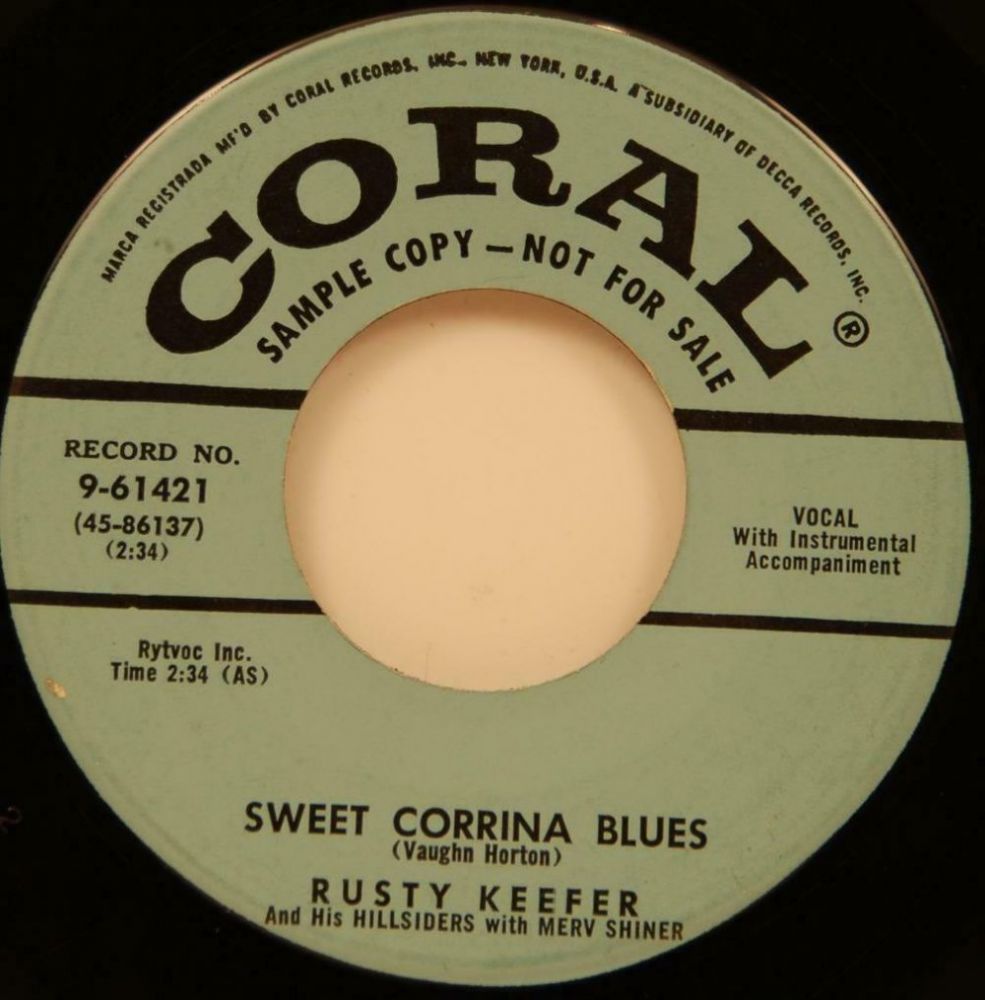 MARCA REGISTRADA MF'D BY CORAL RECORDS, INC., NEW YORK, U.S.A. A SUBSIDIARY OF DECCA RECORDS, INC.
CORAL ®
SAMPLE COPY — NOT FOR SALE
RECORD NO.
9-61421
(45-86137)
(2:34)
VOCAL
With Instrumental
Accompaniment
Rytvoc Inc.
Time 2:34 (AS)
SWEET CORRINA BLUES
(Vaughn Horton)
RUSTY KEEFER
And His HILLSIDERS with MERV SHINER